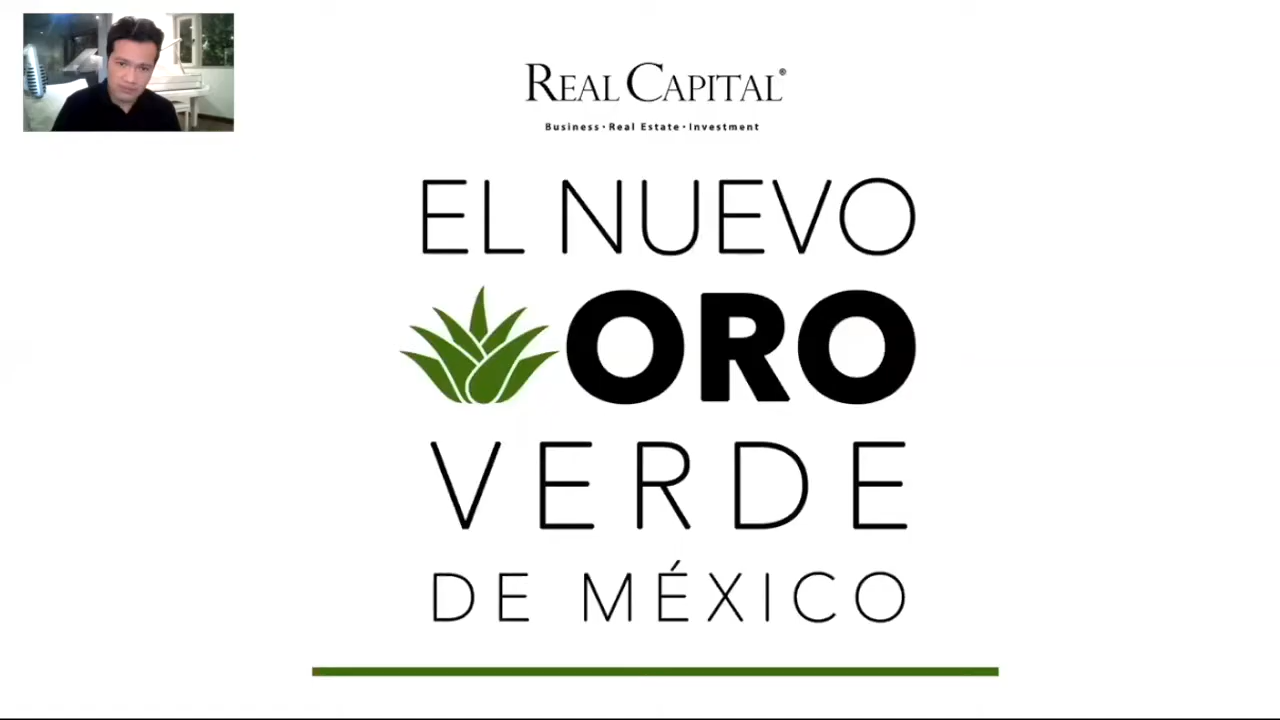 REAL CAPITAL®
Business · Real Estate · Investment
EL NUEVO
ORO
VERDE
DE MÉXICO